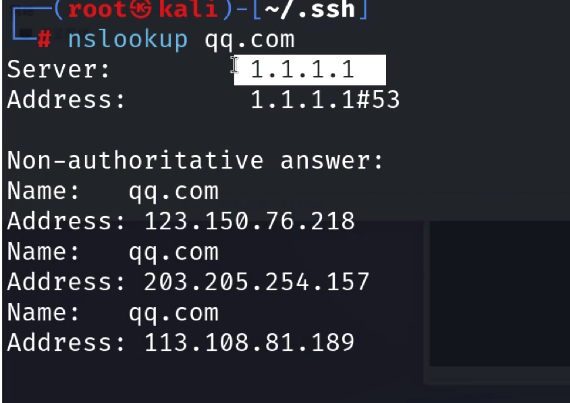 ┌──(root㉿kali)-[~/.ssh]
└─# nslookup qq.com
Server:         1.1.1.1
Address:        1.1.1.1#53

Non-authoritative answer:
Name:   qq.com
Address: 123.150.76.218
Name:   qq.com
Address: 203.205.254.157
Name:   qq.com
Address: 113.108.81.189